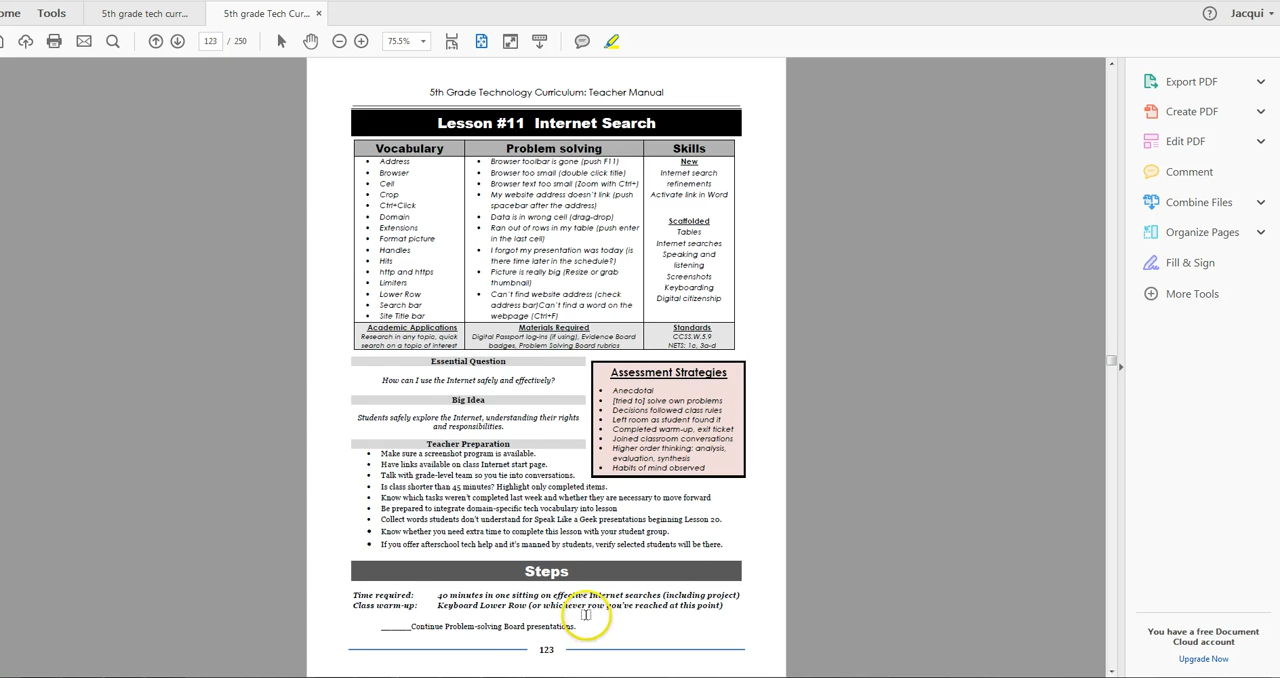 ome Tools 5th grade tech curr... 5th grade Tech Cur... × ? Jacqui
123 / 250 75.5%
5th Grade Technology Curriculum: Teacher Manual
Lesson #11 Internet Search
Vocabulary
• Address
• Browser
• Cell
• Crop
• Ctrl+Click
• Domain
• Extensions
• Format picture
• Handles
• Hits
• http and https
• Limiters
• Lower Row
• Search bar
• Site Title bar
Problem solving
• Browser toolbar is gone (push F11)
• Browser too small (double click title)
• Browser text too small (Zoom with Ctrl+)
• My website address doesn't link (push
spacebar after the address)
• Data is in wrong cell (drag-drop)
• Ran out of rows in my table (push enter
in the last cell)
• I forgot my presentation was today (is
there time later in the schedule?)
• Picture is really big (Resize or grab
thumbnail)
• Can't find website address (check
address bar)Can't find a word on the
webpage (Ctrl+F)
Skills
New
Internet search
refinements
Activate link in Word
Scaffolded
Tables
Internet searches
Speaking and
listening
Screenshots
Keyboarding
Digital citizenship
Academic Applications
Research in any topic, quick
search on a topic of interest
Materials Required
Digital Passport log-ins (if using), Evidence Board
badges, Problem Solving Board rubrics
Standards
CCSS.W.5.9
NETS: 1c, 3a-d
Essential Question
How can I use the Internet safely and effectively?
Big Idea
Students safely explore the Internet, understanding their rights
and responsibilities.
Assessment Strategies
• Anecdotal
• [tried to] solve own problems
• Decisions followed class rules
• Left room as student found it
• Completed warm-up, exit ticket
• Joined classroom conversations
• Higher order thinking: analysis,
evaluation, synthesis
• Habits of mind observed
Teacher Preparation
• Make sure a screenshot program is available.
• Have links available on class Internet start page.
• Talk with grade-level team so you tie into conversations.
• Is class shorter than 45 minutes? Highlight only completed items.
• Know which tasks weren't completed last week and whether they are necessary to move forward
• Be prepared to integrate domain-specific tech vocabulary into lesson
• Collect words students don't understand for Speak Like a Geek presentations beginning Lesson 20.
• Know whether you need extra time to complete this lesson with your student group.
• If you offer afterschool tech help and it's manned by students, verify selected students will be there.
Steps
Time required: 40 minutes in one sitting on effective Internet searches (including project)
Class warm-up: Keyboard Lower Row (or whichever row you've reached at this point)
______Continue Problem-solving Board presentations.
123
Export PDF
Create PDF
Edit PDF
Comment
Combine Files
Organize Pages
Fill & Sign
More Tools
You have a free Document
Cloud account
Upgrade Now